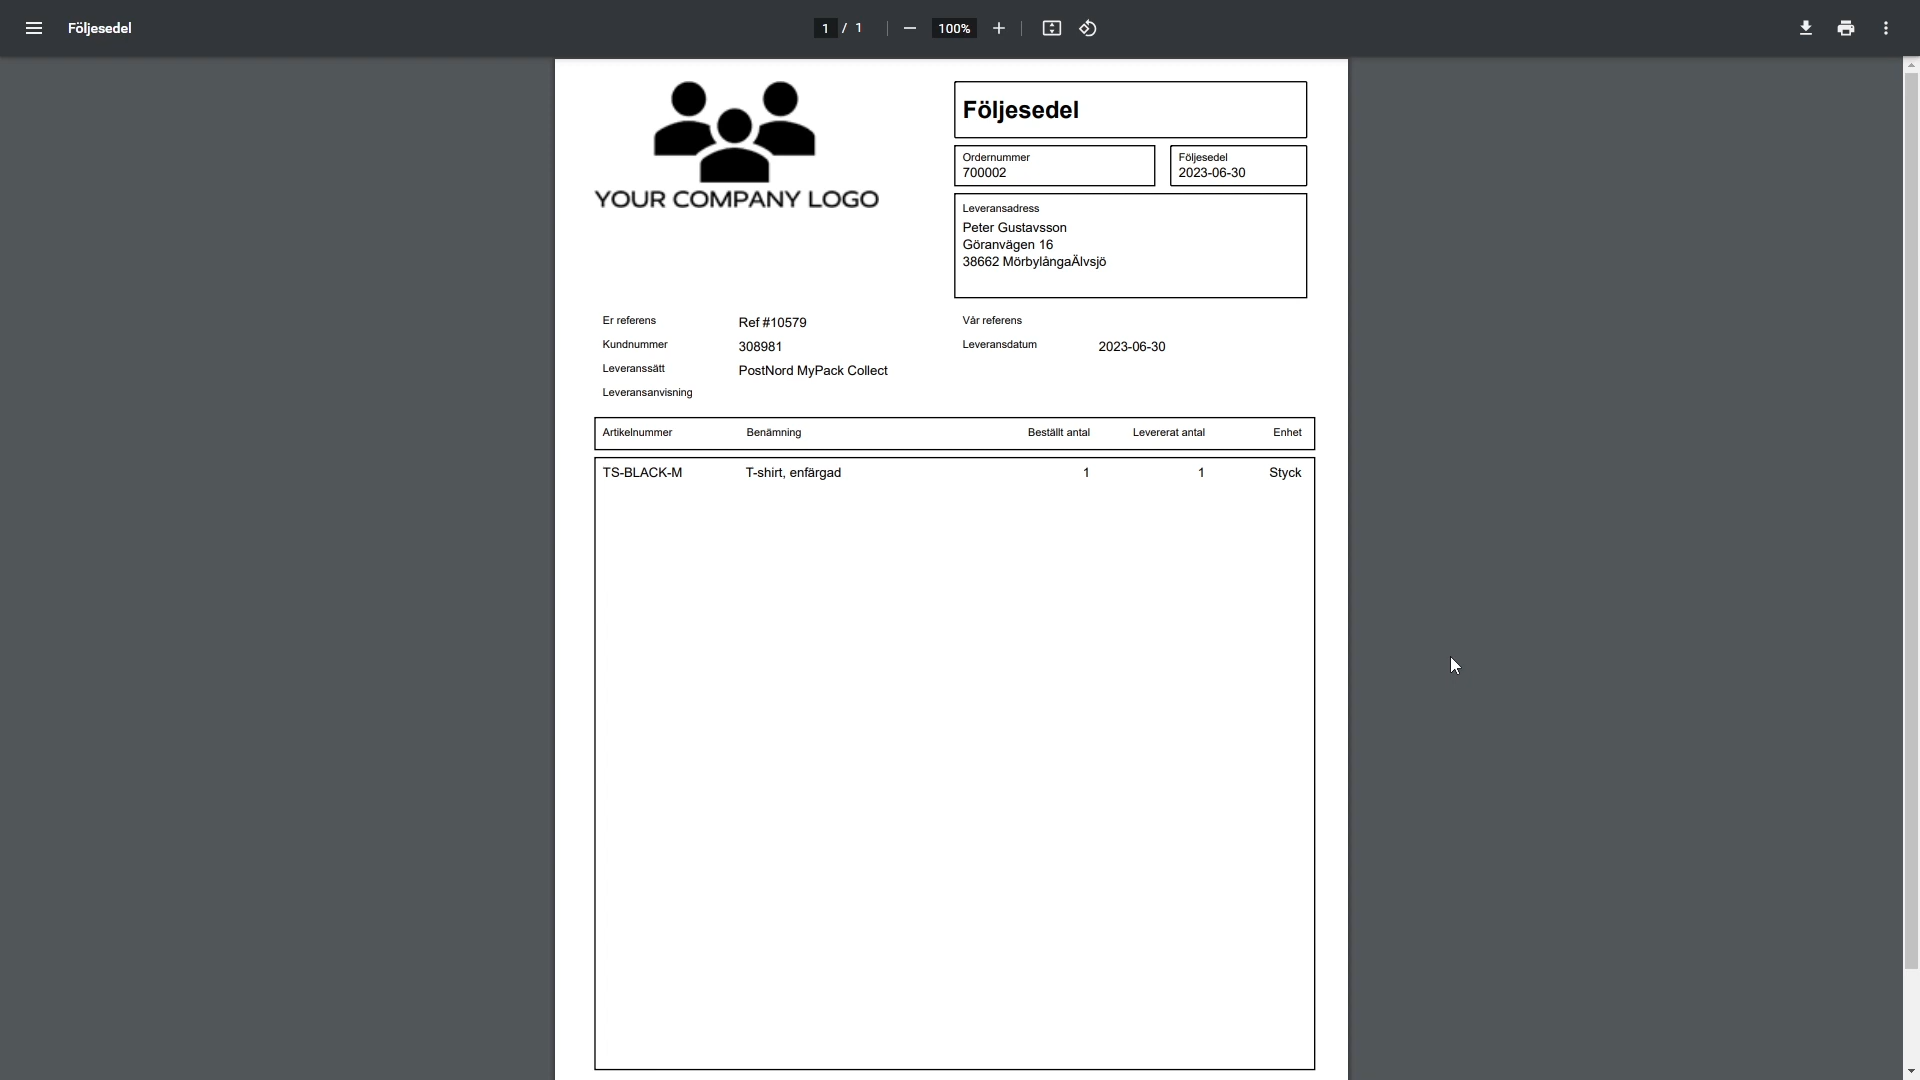 Följesedel
1 / 1
100%
YOUR COMPANY LOGO
Följesedel
Ordernummer
700002
Följesedel
2023-06-30
Leveransadress
Peter Gustavsson
Göranvägen 16
38662 MörbylångaÄlvsjö
Er referens Ref #10579
Kundnummer 308981
Leveranssätt PostNord MyPack Collect
Leveransanvisning
Vår referens
Leveransdatum 2023-06-30
Artikelnummer Benämning Beställt antal Levererat antal Enhet
TS-BLACK-M T-shirt, enfärgad 1 1 Styck